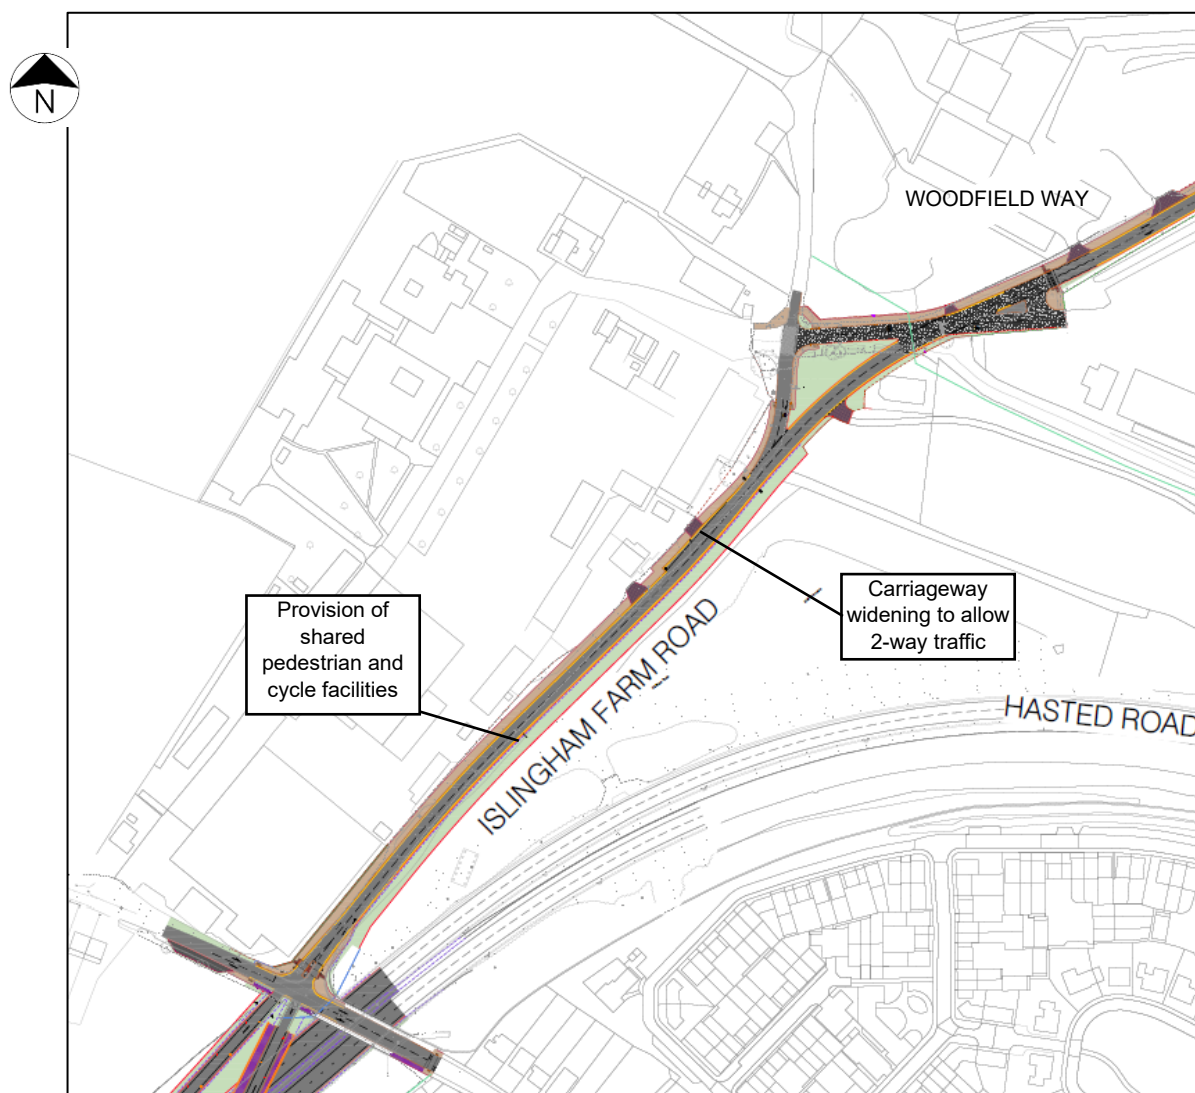 N
WOODFIELD WAY
Carriageway
widening to allow
2-way traffic
Provision of
shared
pedestrian and
cycle facilities
ISLINGHAM FARM ROAD
HASTED ROAD